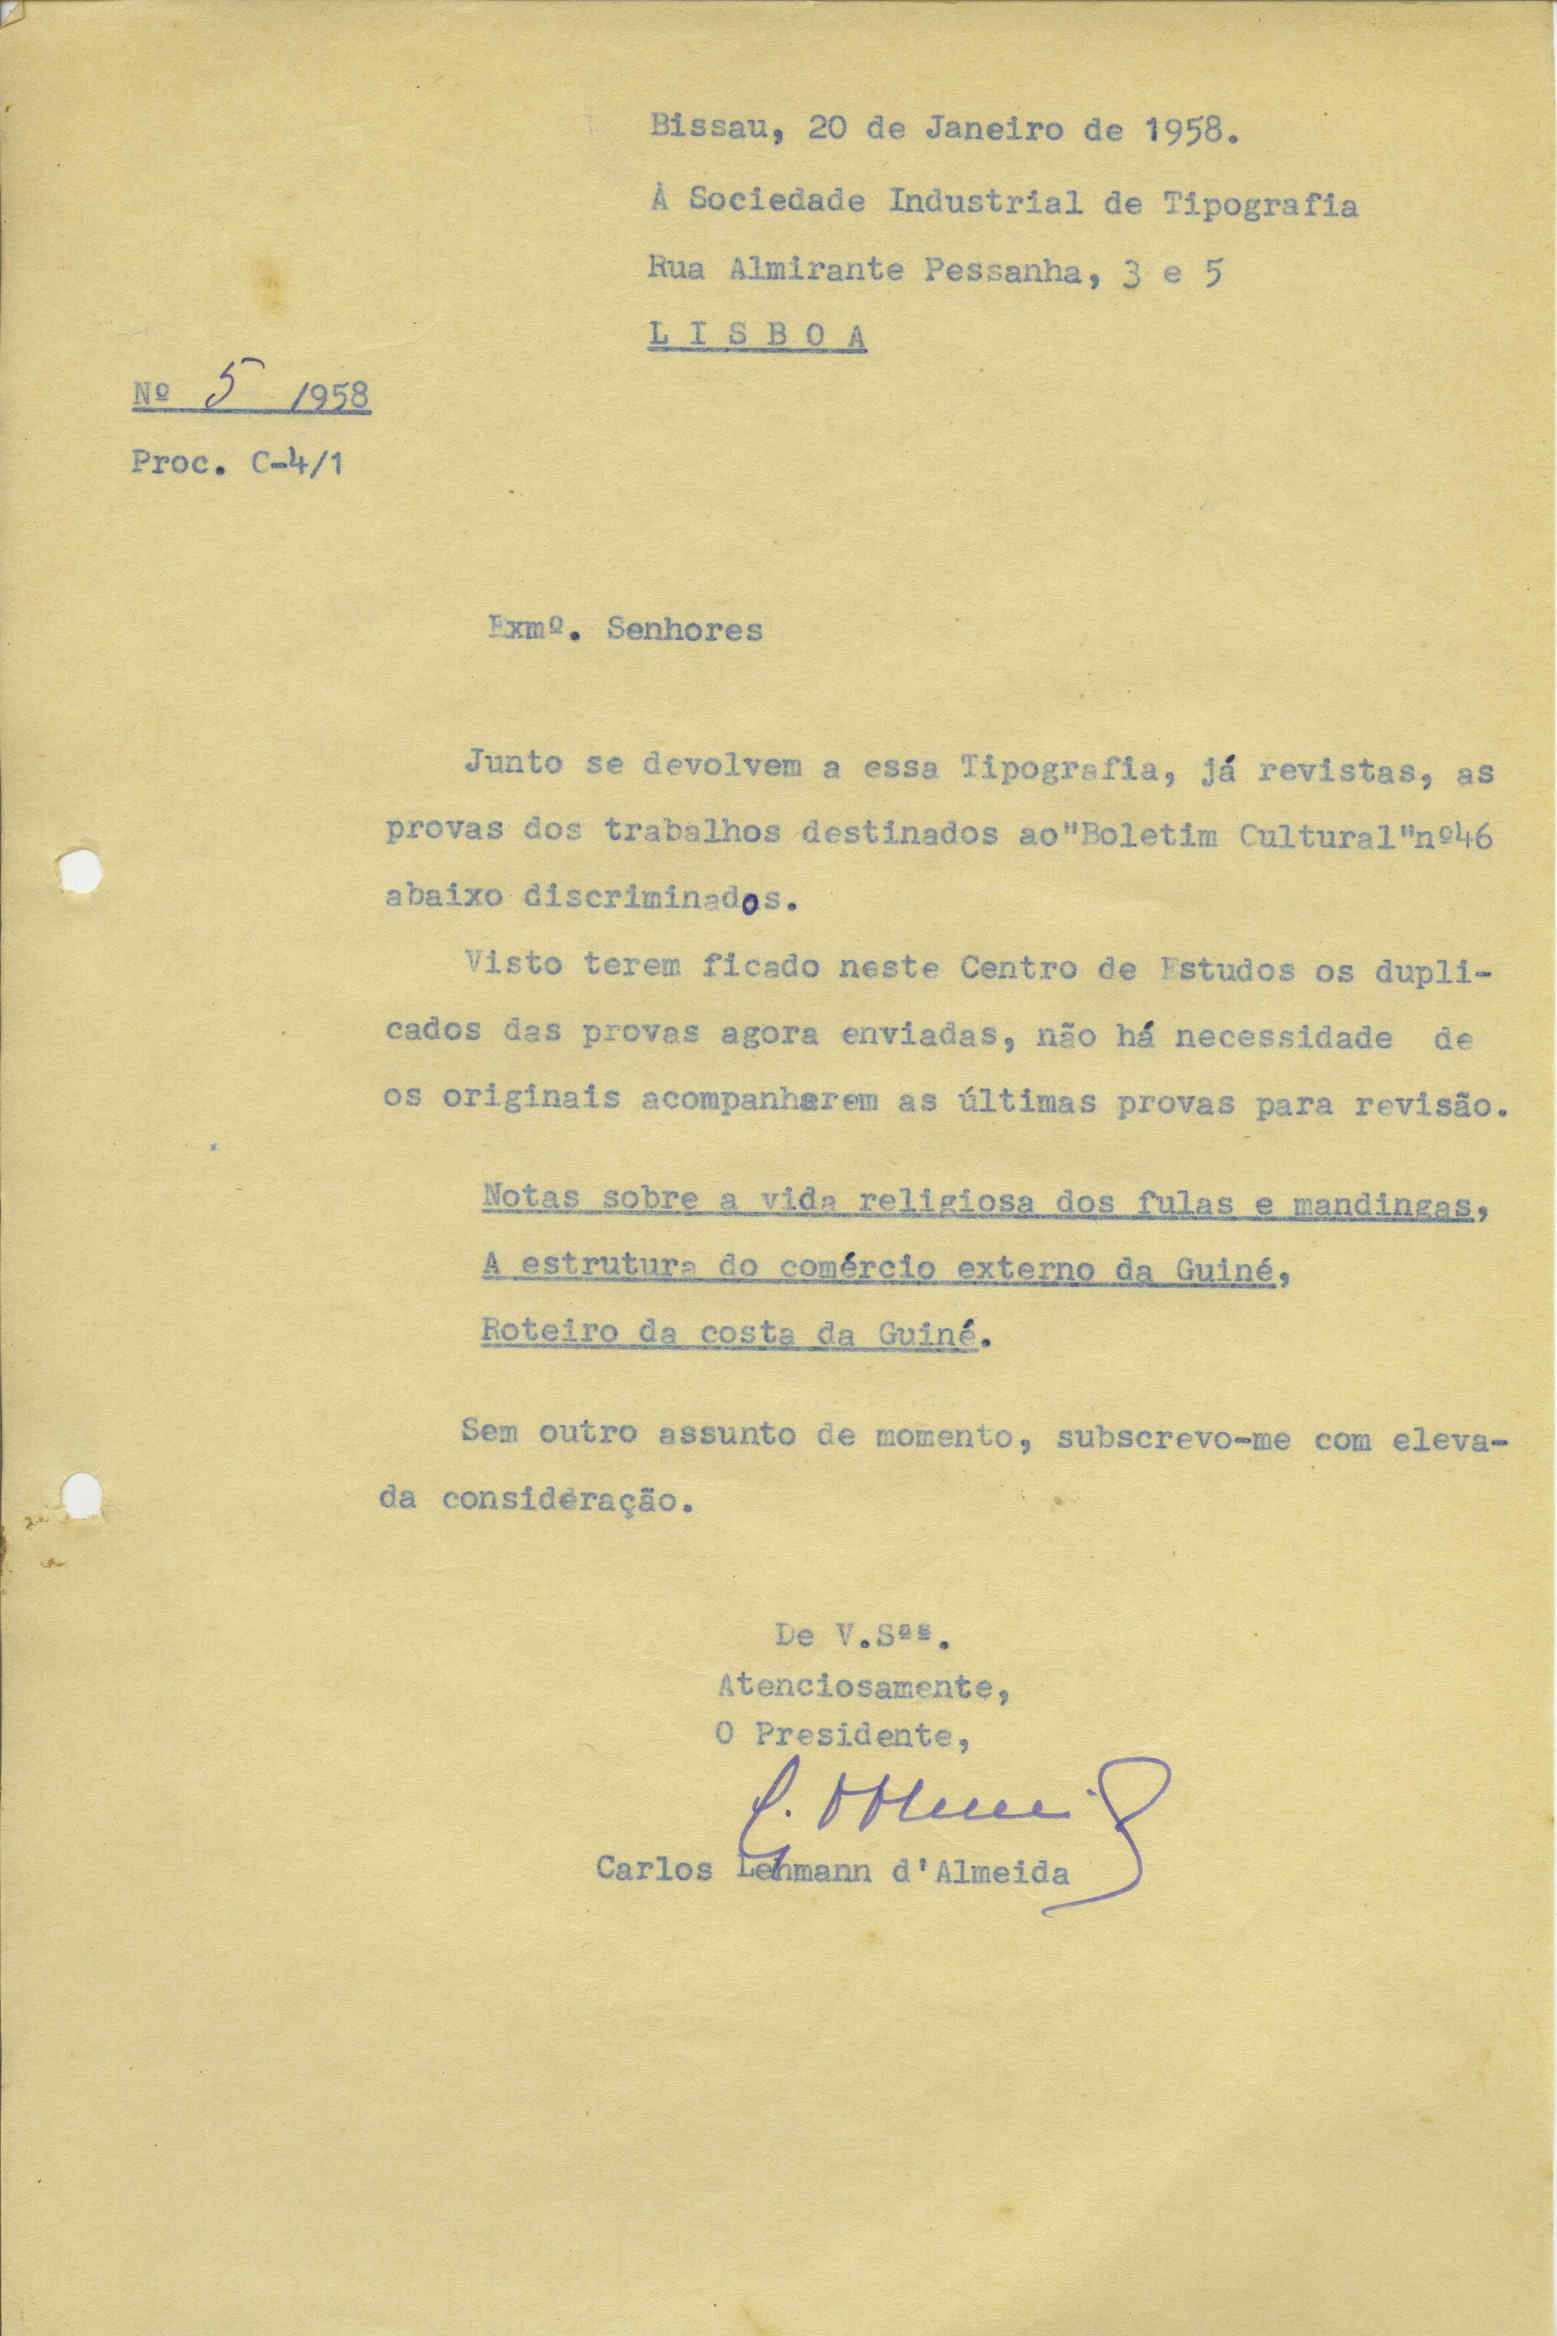 Bissau, 20 de Janeiro de 1958.
À Sociedade Industrial de Tipografia
Rua Almirante Pessanha, 3 e 5
L I S B O A
Nº 5 /958
Proc. C-4/1
Exmº. Senhores
Junto se devolvem a essa Tipografia, já revistas, as
provas dos trabalhos destinados ao"Boletim Cultural"nº46
abaixo discriminados.
Visto terem ficado neste Centro de Estudos os dupli-
cados das provas agora enviadas, não há necessidade de
os originais acompanharem as últimas provas para revisão.
Notas sobre a vida religiosa dos fulas e mandingas,
A estrutura do comércio externo da Guiné,
Roteiro da costa da Guiné.
Sem outro assunto de momento, subscrevo-me com eleva-
da consideração.
De V.Sªs.
Atenciosamente,
O Presidente,
Carlos Lehmann d'Almeida